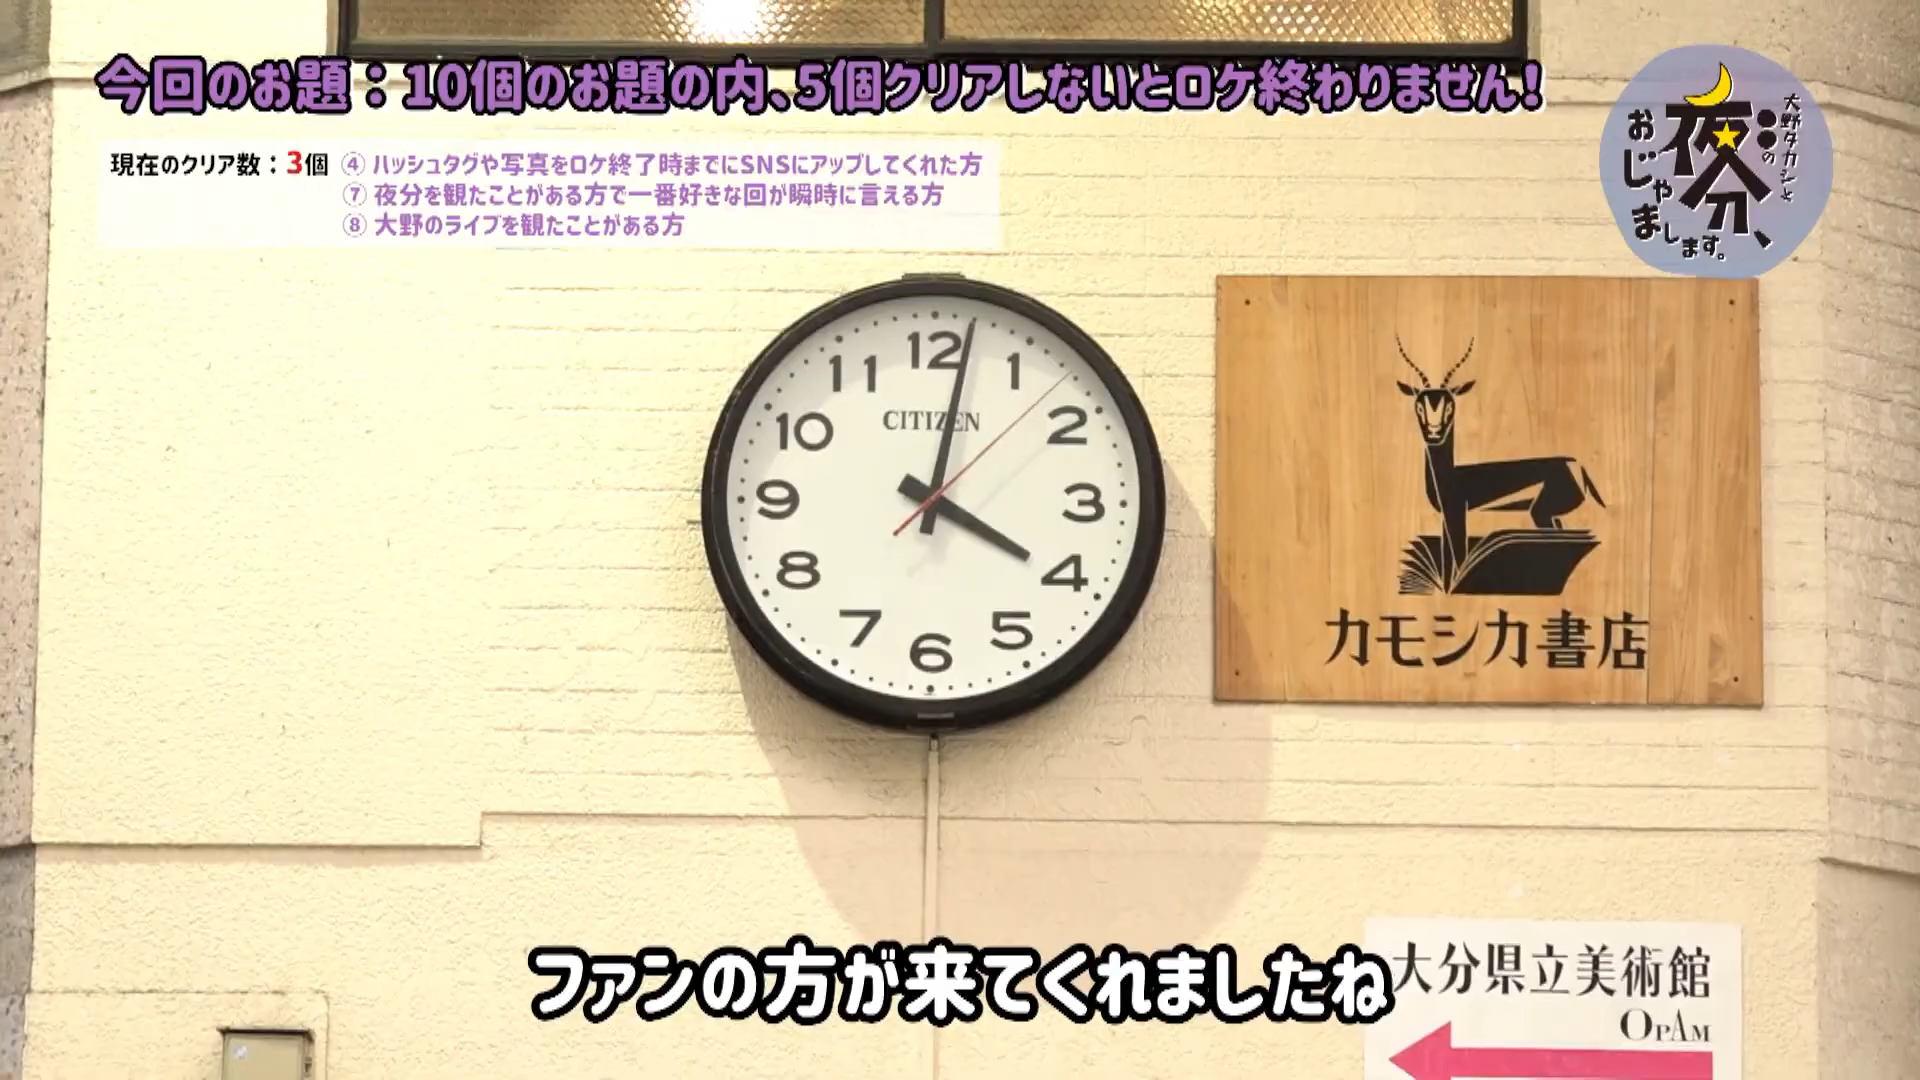 今回のお題：10個のお題の内、5個クリアしないとロケ終わりません!
現在のクリア数：3個
④ ハッシュタグや写真をロケ終了時までにSNSにアップしてくれた方
⑦ 夜分を観たことがある方で一番好きな回が瞬時に言える方
⑧ 大野のライブを観たことがある方
大野タカシと
●●の
夜分、
おじゃまします。
12
11
1
CITIZEN
10
2
9
3
8
4
7
5
6
カモシカ書店
ファンの方が来てくれましたね
大分県立美術館
OPAM